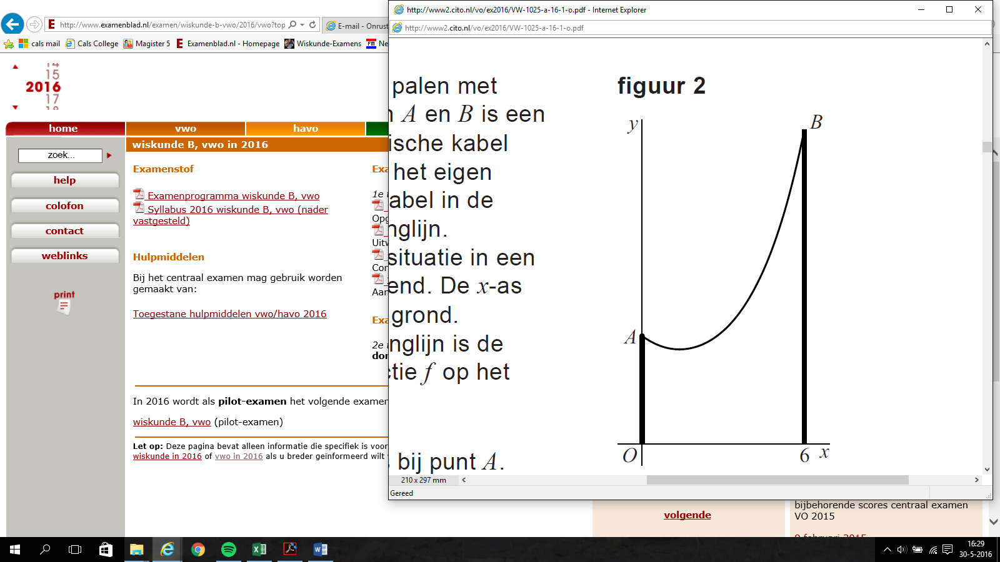 http://www.examenblad.nl/examen/wiskunde-b-vwo/2016/vwo?top
E-mail - Onrust
cals mail
Cals College
Magister 5
Examenblad.nl - Homepage
Wiskunde-Examens
FM
Ne
14
15
2016
17
18
home
vwo
havo
zoek...
help
colofon
contact
weblinks
print
wiskunde B, vwo in 2016
Examenstof
Examenprogramma wiskunde B, vwo
Syllabus 2016 wiskunde B, vwo (nader
vastgesteld)
Hulpmiddelen
Bij het centraal examen mag gebruik worden
gemaakt van:
Toegestane hulpmiddelen vwo/havo 2016
Exa
1e t
Opg
Uitw
Cor
Aan
Exa
2e t
dor
In 2016 wordt als pilot-examen het volgende examen
wiskunde B, vwo (pilot-examen)
Let op: Deze pagina bevat alleen informatie die specifiek is voor
wiskunde in 2016 of vwo in 2016 als u breder geïnformeerd wilt
http://www2.cito.nl/vo/ex2016/VW-1025-a-16-1-o.pdf - Internet Explorer
http://www2.cito.nl/vo/ex2016/VW-1025-a-16-1-o.pdf
palen met
n A en B is een
ische kabel
het eigen
abel in de
nglijn.
situatie in een
end. De x-as
grond.
nglijn is de
ctie f op het
s bij punt A.
figuur 2
y
B
A
O
6
x
210 x 297 mm
Gereed
volgende
bijbehorende scores centraal examen
VO 2015
9 februari 2015
16:29
30-5-2016